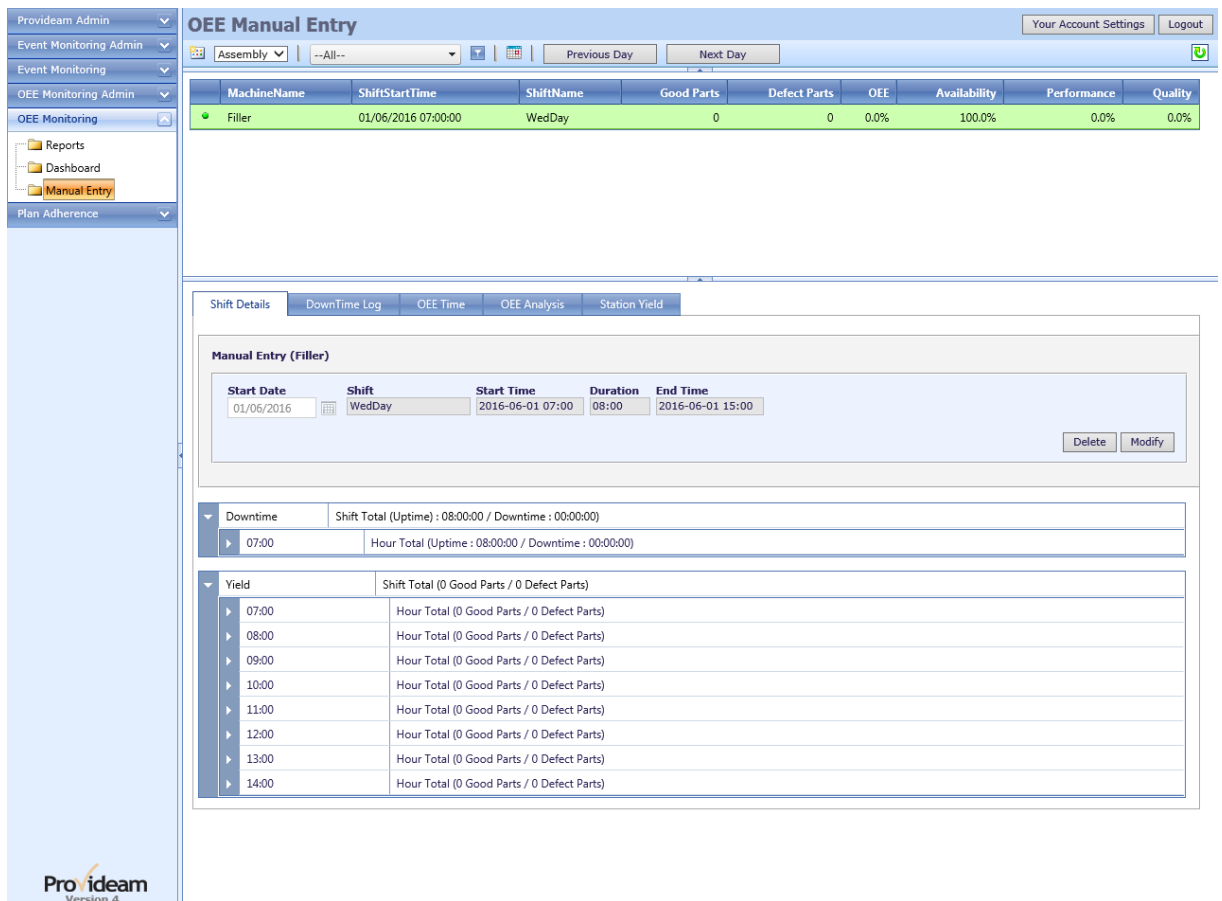 Provideam Admin
Event Monitoring Admin
Event Monitoring
OEE Monitoring Admin
OEE Monitoring
Reports
Dashboard
Manual Entry
Plan Adherence
OEE Manual Entry
Your Account Settings Logout
Assembly --All-- Previous Day Next Day
MachineName ShiftStartTime ShiftName Good Parts Defect Parts OEE Availability Performance Quality
Filler 01/06/2016 07:00:00 WedDay 0 0 0.0% 100.0% 0.0% 0.0%
Shift Details DownTime Log OEE Time OEE Analysis Station Yield
Manual Entry (Filler)
Start Date Shift Start Time Duration End Time
01/06/2016 WedDay 2016-06-01 07:00 08:00 2016-06-01 15:00
Delete Modify
Downtime Shift Total (Uptime) : 08:00:00 / Downtime : 00:00:00)
07:00 Hour Total (Uptime : 08:00:00 / Downtime : 00:00:00)
Yield Shift Total (0 Good Parts / 0 Defect Parts)
07:00 Hour Total (0 Good Parts / 0 Defect Parts)
08:00 Hour Total (0 Good Parts / 0 Defect Parts)
09:00 Hour Total (0 Good Parts / 0 Defect Parts)
10:00 Hour Total (0 Good Parts / 0 Defect Parts)
11:00 Hour Total (0 Good Parts / 0 Defect Parts)
12:00 Hour Total (0 Good Parts / 0 Defect Parts)
13:00 Hour Total (0 Good Parts / 0 Defect Parts)
14:00 Hour Total (0 Good Parts / 0 Defect Parts)
Provideam
Version 4